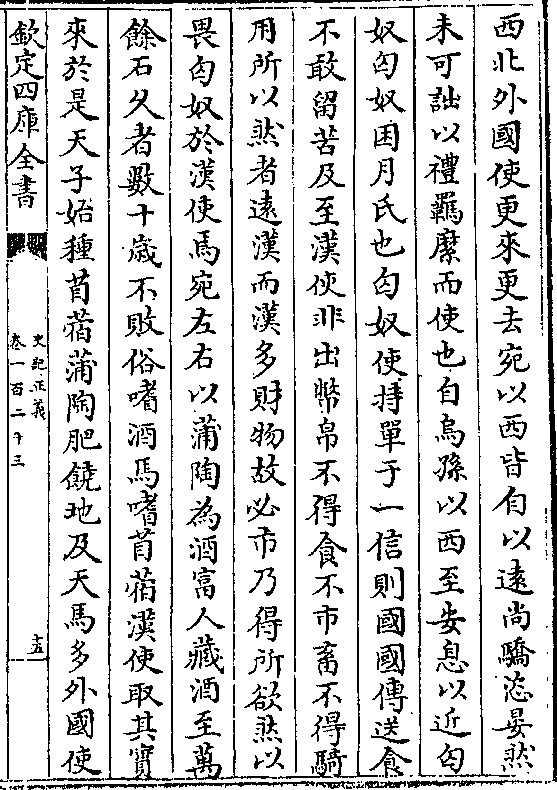 西北外國使更來更去宛以西皆自以逺尚驕恣晏然
未可詘以禮羈縻而使也自烏孫以西至安息以近匈
奴匈奴困月氏也匈奴使持單于一信則國國傳送食
不敢留苦及至漢使非出幣帛不得食不市畜不得騎
用所以然者逺漢而漢多財物故必市乃得所欲然以
畏匈奴於漢使馬宛左右以蒲陶為酒富人藏酒至萬
餘石久者數十歲不敗俗嗜酒馬嗜苜蓿漢使取其實
來於是天子始種苜蓿蒲陶肥饒地及天馬多外國使
欽定四庫全書
史記正義
卷一百二十三
十五